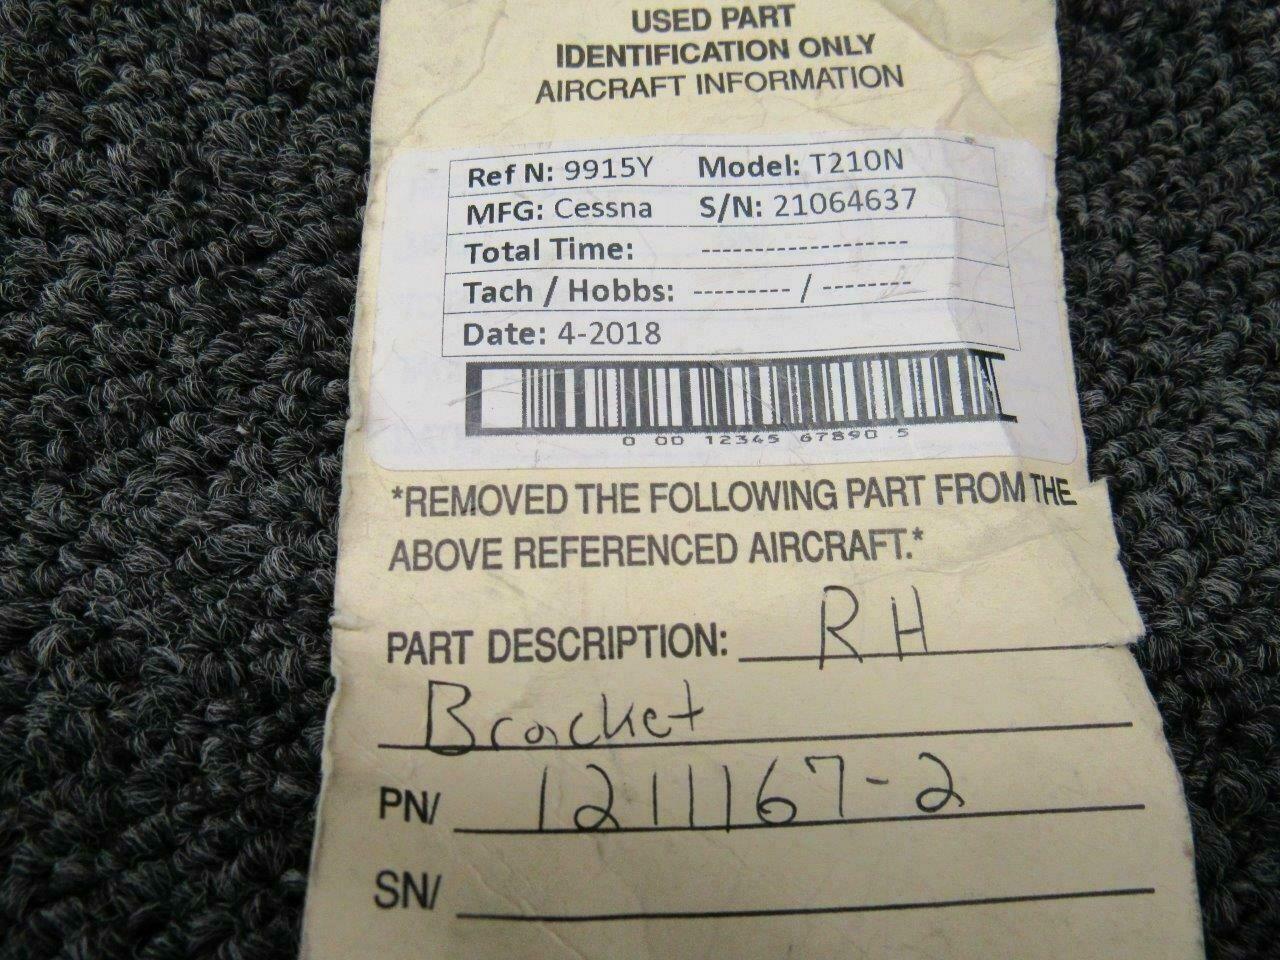 USED PART
IDENTIFICATION ONLY
AIRCRAFT INFORMATION
Ref N: 9915Y Model: T210N
MFG: Cessna S/N: 21064637
Total Time: -------------------
Tach / Hobbs: --------- / --------
Date: 4-2018
0 00 12345 67890 5
*REMOVED THE FOLLOWING PART FROM THE
ABOVE REFERENCED AIRCRAFT.*
PART DESCRIPTION: RH
Bracket
PN/ 1211167-2
SN/